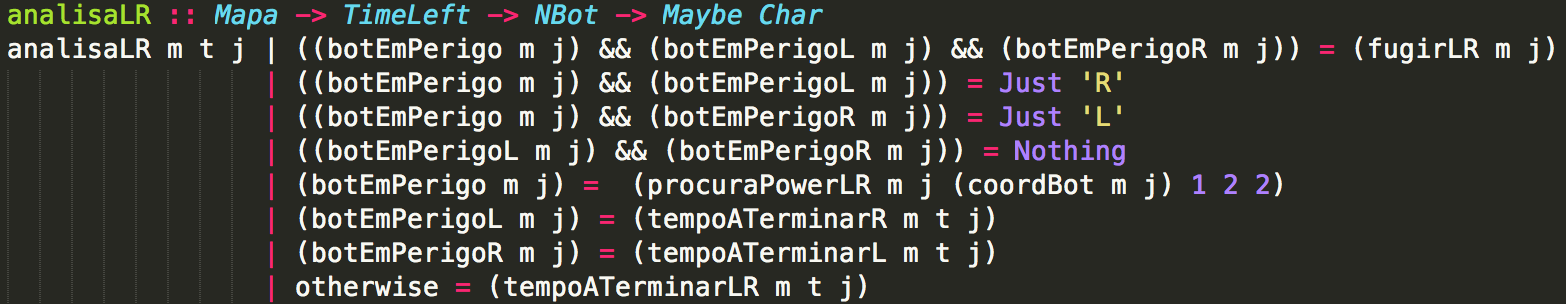 analisaLR :: Mapa -> TimeLeft -> NBot -> Maybe Char
analisaLR m t j | ((botEmPerigo m j) && (botEmPerigoL m j) && (botEmPerigoR m j)) = (fugirLR m j)
                | ((botEmPerigo m j) && (botEmPerigoL m j)) = Just 'R'
                | ((botEmPerigo m j) && (botEmPerigoR m j)) = Just 'L'
                | ((botEmPerigoL m j) && (botEmPerigoR m j)) = Nothing
                | (botEmPerigo m j) =  (procuraPowerLR m j (coordBot m j) 1 2 2)
                | (botEmPerigoL m j) = (tempoATerminarR m t j)
                | (botEmPerigoR m j) = (tempoATerminarL m t j)
                | otherwise = (tempoATerminarLR m t j)